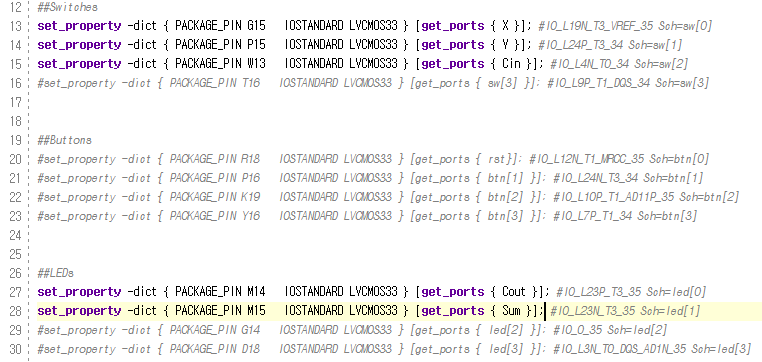 12 ##Switches
13 set_property -dict { PACKAGE_PIN G15 IOSTANDARD LVCMOS33 } [get_ports { X }]; #IO_L19N_T3_VREF_35 Sch=sw[0]
14 set_property -dict { PACKAGE_PIN P15 IOSTANDARD LVCMOS33 } [get_ports { Y }]; #IO_L24P_T3_34 Sch=sw[1]
15 set_property -dict { PACKAGE_PIN W13 IOSTANDARD LVCMOS33 } [get_ports { Cin }]; #IO_L4N_T0_34 Sch=sw[2]
16 #set_property -dict { PACKAGE_PIN T16 IOSTANDARD LVCMOS33 } [get_ports { sw[3] }]; #IO_L9P_T1_DQS_34 Sch=sw[3]
17
18
19 ##Buttons
20 #set_property -dict { PACKAGE_PIN R18 IOSTANDARD LVCMOS33 } [get_ports { rst}]; #IO_L12N_T1_MRCC_35 Sch=btn[0]
21 #set_property -dict { PACKAGE_PIN P16 IOSTANDARD LVCMOS33 } [get_ports { btn[1] }]; #IO_L24N_T3_34 Sch=btn[1]
22 #set_property -dict { PACKAGE_PIN K19 IOSTANDARD LVCMOS33 } [get_ports { btn[2] }]; #IO_L10P_T1_AD11P_35 Sch=btn[2]
23 #set_property -dict { PACKAGE_PIN Y16 IOSTANDARD LVCMOS33 } [get_ports { btn[3] }]; #IO_L7P_T1_34 Sch=btn[3]
24
25
26 ##LEDs
27 set_property -dict { PACKAGE_PIN M14 IOSTANDARD LVCMOS33 } [get_ports { Cout }]; #IO_L23P_T3_35 Sch=led[0]
28 set_property -dict { PACKAGE_PIN M15 IOSTANDARD LVCMOS33 } [get_ports { Sum }]; #IO_L23N_T3_35 Sch=led[1]
29 #set_property -dict { PACKAGE_PIN G14 IOSTANDARD LVCMOS33 } [get_ports { led[2] }]; #IO_0_35 Sch=led[2]
30 #set_property -dict { PACKAGE_PIN D18 IOSTANDARD LVCMOS33 } [get_ports { led[3] }]; #IO_L3N_T0_DQS_AD1N_35 Sch=led[3]